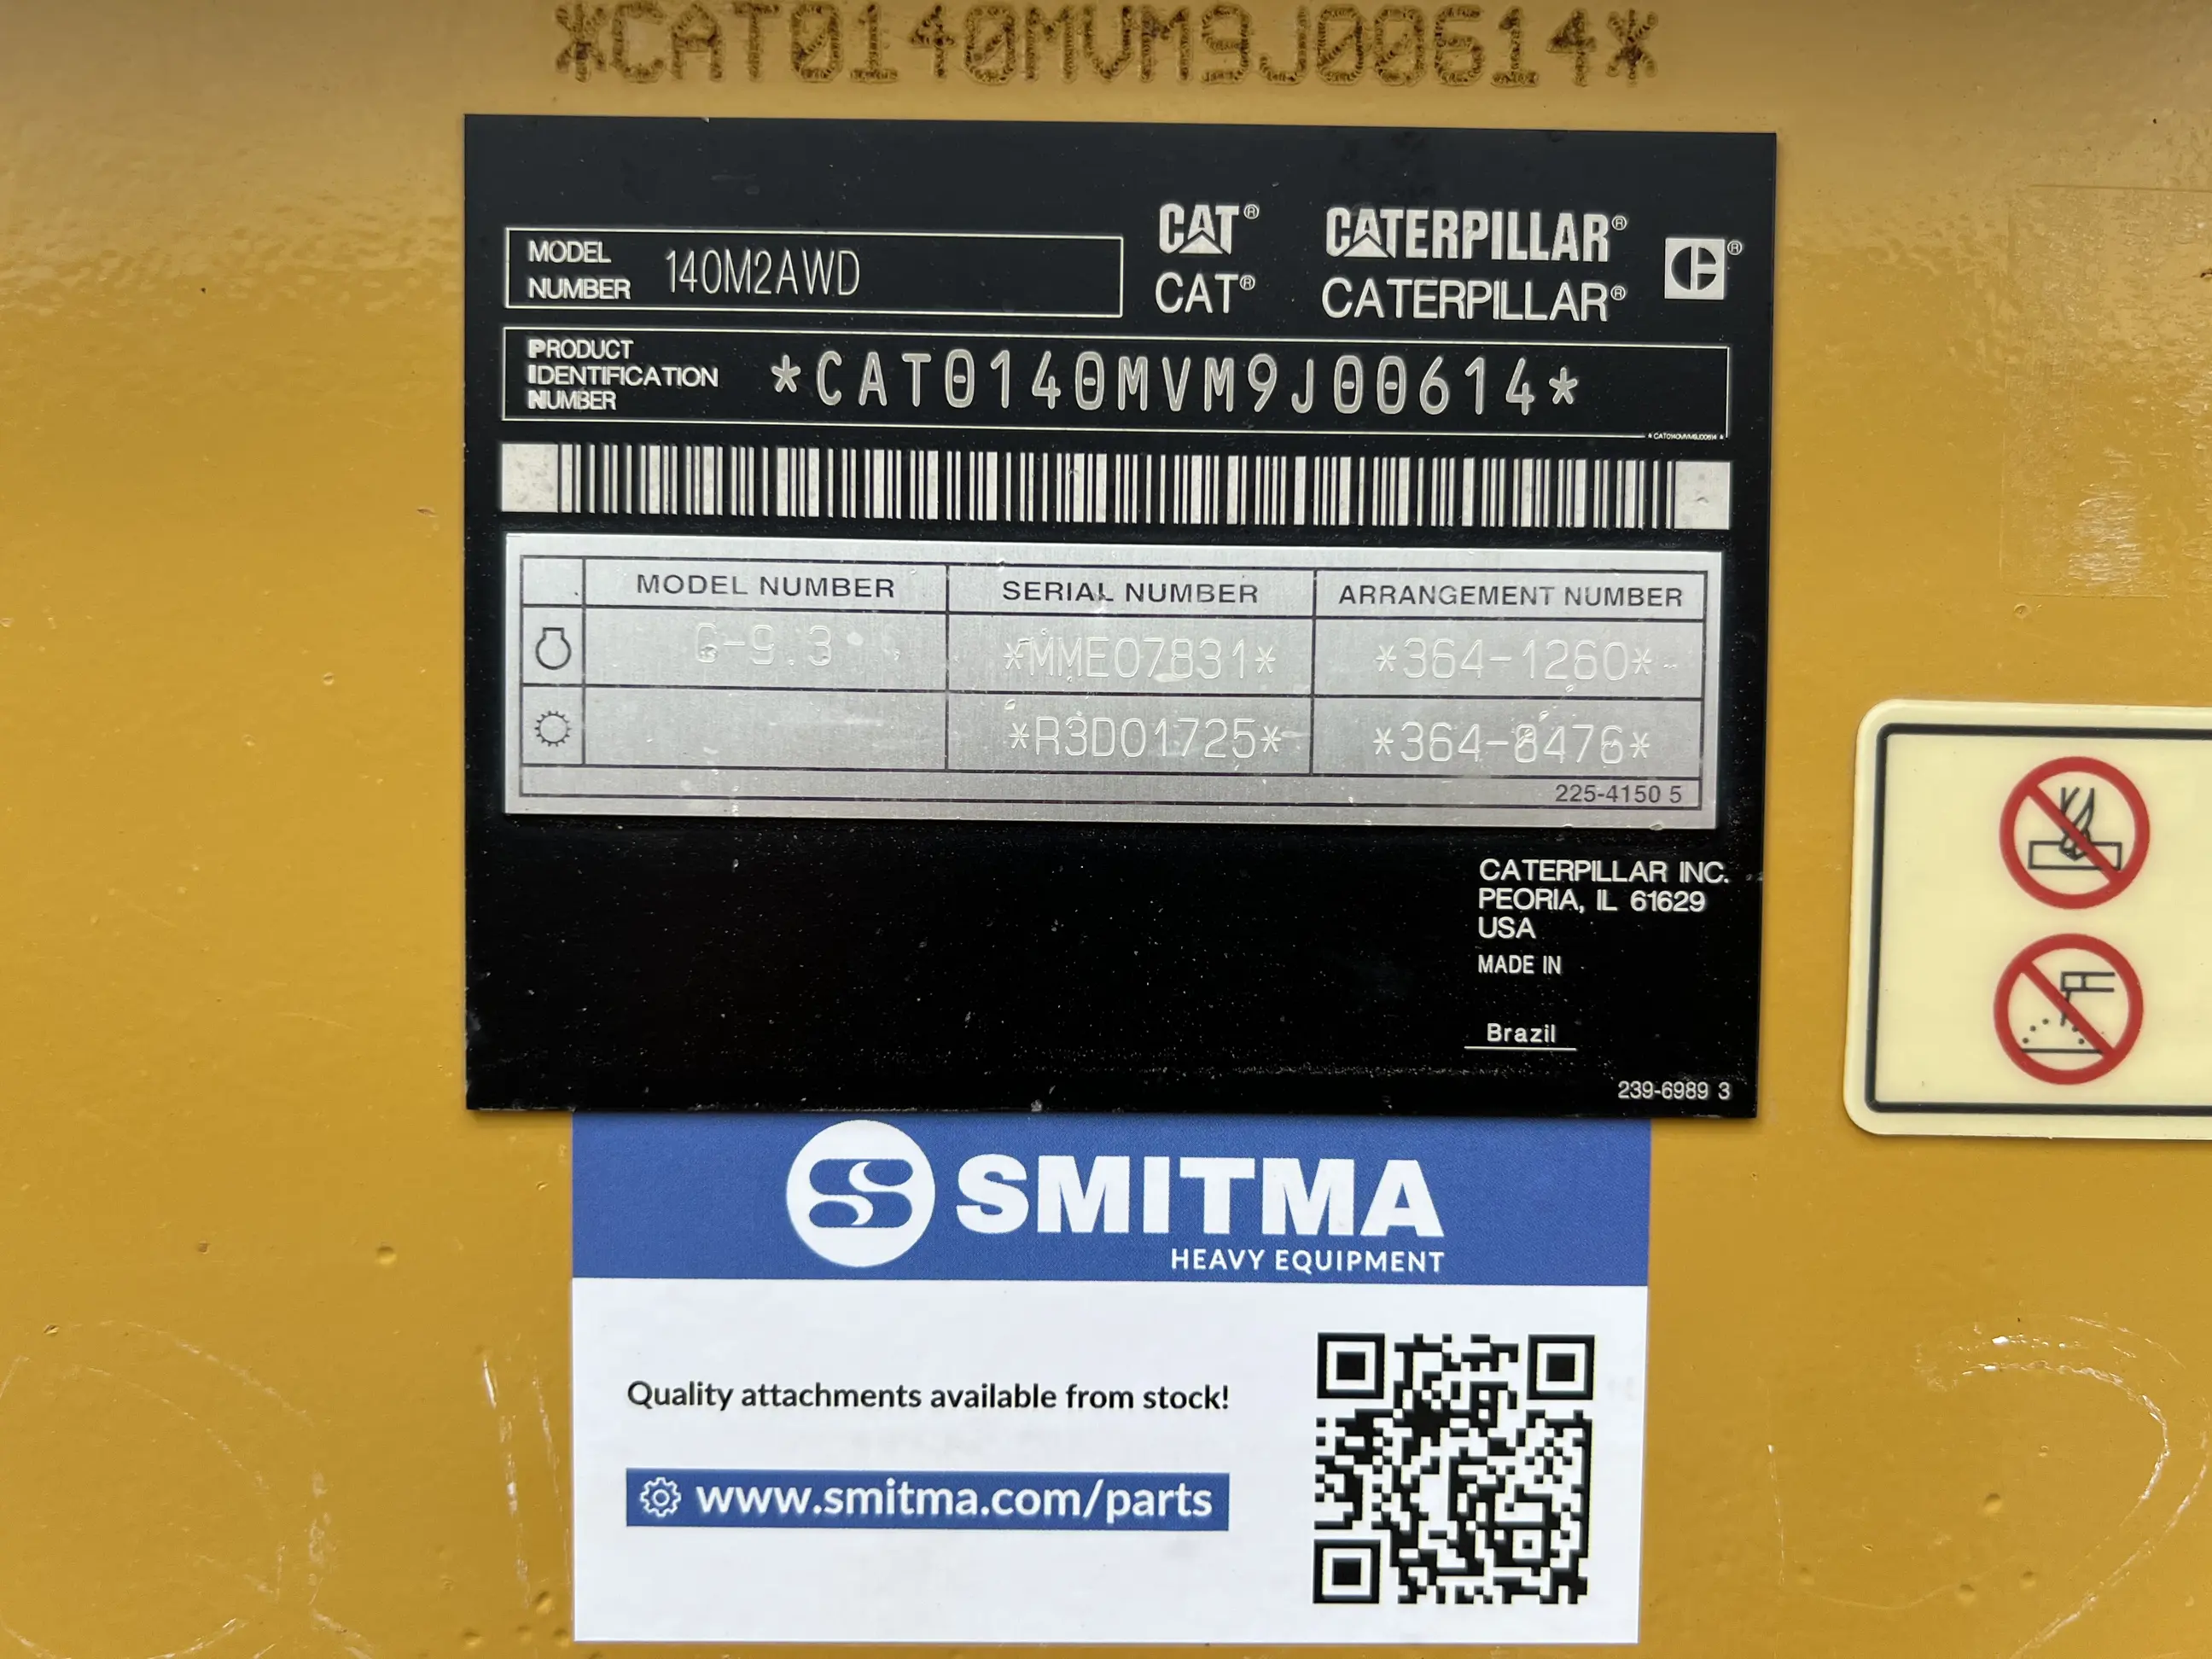 *CAT0140MVM9J00614*
CAT® CATERPILLAR®
MODEL NUMBER 140M2AWD
CAT® CATERPILLAR®
PRODUCT IDENTIFICATION NUMBER *CAT0140MVM9J00614*
*CAT0140MVM9J00614*
MODEL NUMBER SERIAL NUMBER ARRANGEMENT NUMBER
C-9.3 *MME07831* *364-1260*
*R3D01725* *364-8476*
225-4150 5
CATERPILLAR INC.
PEORIA, IL 61629
USA
MADE IN
Brazil
239-6989 3
SMITMA
HEAVY EQUIPMENT
Quality attachments available from stock!
www.smitma.com/parts